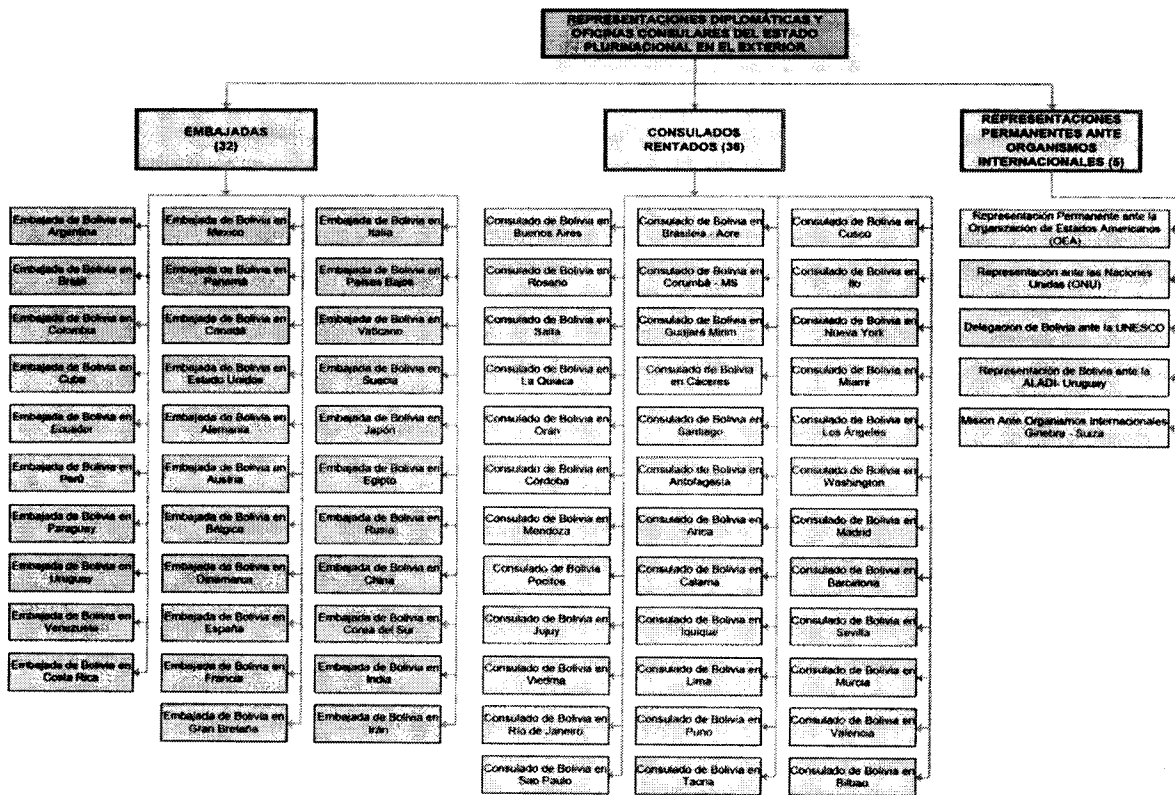 REPRESENTACIONES DIPLOMÁTICAS Y
OFICINAS CONSULARES DEL ESTADO
PLURINACIONAL EN EL EXTERIOR
EMBAJADAS
(32)
Embajada de Bolivia en
Argentina
Embajada de Bolivia en
Brasil
Embajada de Bolivia en
Colombia
Embajada de Bolivia en
Cuba
Embajada de Bolivia en
Ecuador
Embajada de Bolivia en
Perú
Embajada de Bolivia en
Paraguay
Embajada de Bolivia en
Uruguay
Embajada de Bolivia en
Venezuela
Embajada de Bolivia en
Costa Rica
Embajada de Bolivia en
Mexico
Embajada de Bolivia en
Panamá
Embajada de Bolivia en
Canadá
Embajada de Bolivia en
Estado Unidos
Embajada de Bolivia en
Alemania
Embajada de Bolivia en
Austria
Embajada de Bolivia en
Bélgica
Embajada de Bolivia en
Dinamarca
Embajada de Bolivia en
España
Embajada de Bolivia en
Francia
Embajada de Bolivia en
Gran Bretaña
Embajada de Bolivia en
Italia
Embajada de Bolivia en
Países Bajos
Embajada de Bolivia en
Vaticano
Embajada de Bolivia en
Suecia
Embajada de Bolivia en
Japón
Embajada de Bolivia en
Egipto
Embajada de Bolivia en
Rusia
Embajada de Bolivia en
China
Embajada de Bolivia en
Corea del Sur
Embajada de Bolivia en
India
Embajada de Bolivia en
Irán
CONSULADOS
RENTADOS (36)
Consulado de Bolivia en
Buenos Aires
Consulado de Bolivia en
Rosario
Consulado de Bolivia en
Salta
Consulado de Bolivia en
La Quiaca
Consulado de Bolivia en
Orán
Consulado de Bolivia en
Córdoba
Consulado de Bolivia en
Mendoza
Consulado de Bolivia
Pocitos
Consulado de Bolivia en
Jujuy
Consulado de Bolivia en
Viedma
Consulado de Bolivia en
Río de Janeiro
Consulado de Bolivia en
Sao Paulo
Consulado de Bolivia en
Brasileia - Acre
Consulado de Bolivia en
Corumbá - MS
Consulado de Bolivia en
Guajará Mirim
Consulado de Bolivia
en Cáceres
Consulado de Bolivia en
Santiago
Consulado de Bolivia en
Antofagasta
Consulado de Bolivia en
Arica
Consulado de Bolivia en
Calama
Consulado de Bolivia en
Iquique
Consulado de Bolivia en
Lima
Consulado de Bolivia en
Puno
Consulado de Bolivia en
Tacna
Consulado de Bolivia en
Cusco
Consulado de Bolivia en
Ilo
Consulado de Bolivia en
Nueva York
Consulado de Bolivia en
Miami
Consulado de Bolivia en
Los Ángeles
Consulado de Bolivia en
Washington
Consulado de Bolivia en
Madrid
Consulado de Bolivia en
Barcelona
Consulado de Bolivia en
Sevilla
Consulado de Bolivia en
Murcia
Consulado de Bolivia en
Valencia
Consulado de Bolivia en
Bilbao
REPRESENTACIONES
PERMANENTES ANTE
ORGANISMOS
INTERNACIONALES (5)
Representación Permanente ante la
Organización de Estados Americanos
(OEA)
Representación ante las Naciones
Unidas (ONU)
Delegación de Bolivia ante la UNESCO
Representación de Bolivia ante la
ALADI- Uruguay
Mision Ante Organismos Internacionales
Ginebra - Suiza